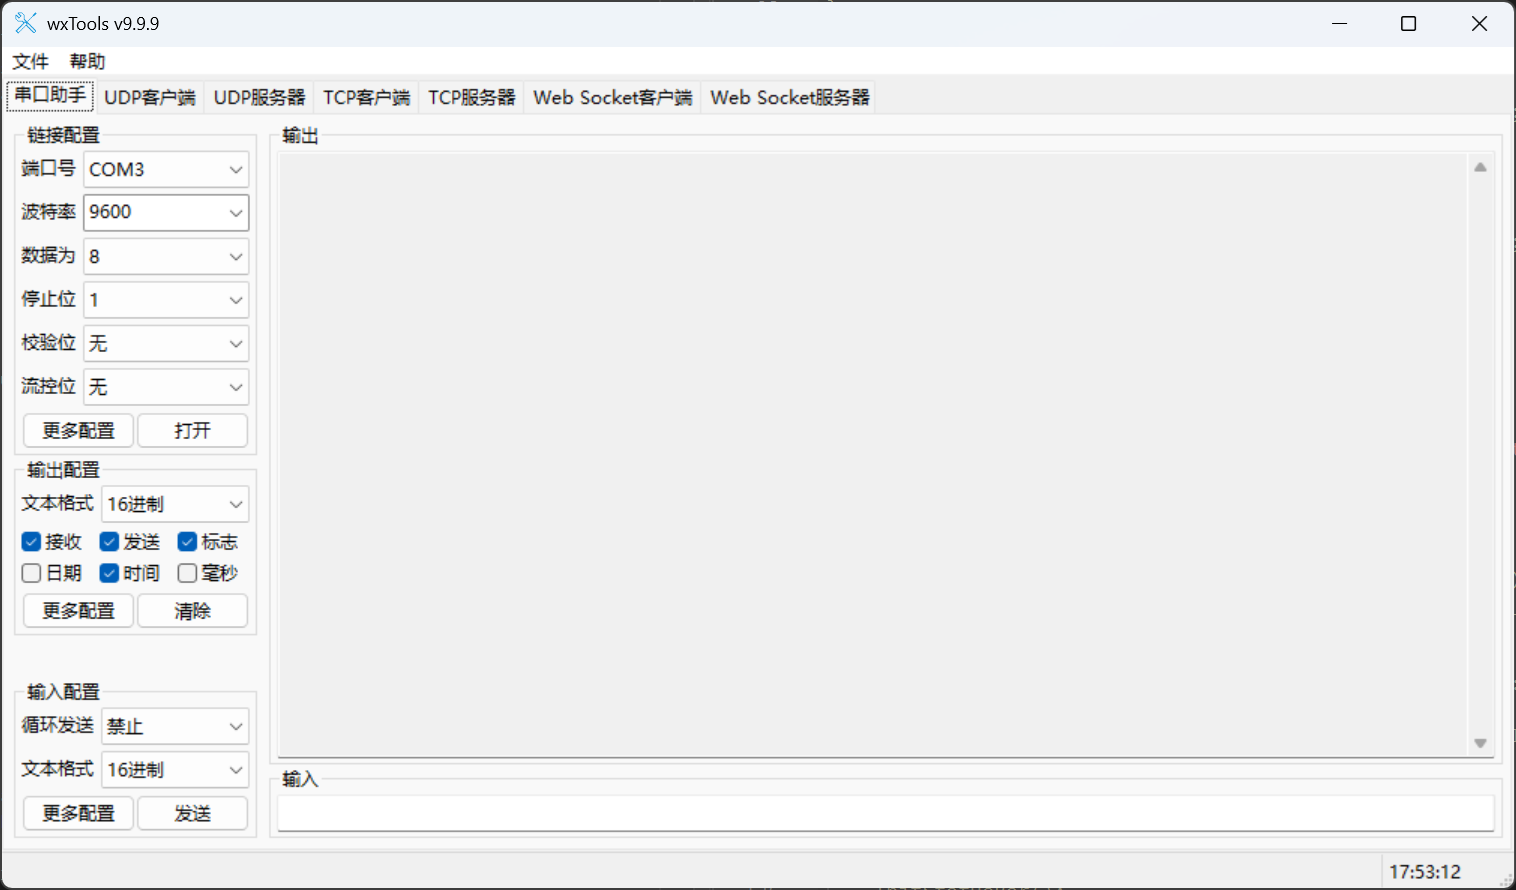 wxTools v9.9.9
文件 帮助
串口助手 UDP客户端 UDP服务器 TCP客户端 TCP服务器 Web Socket客户端 Web Socket服务器
链接配置
端口号 COM3
波特率 9600
数据为 8
停止位 1
校验位 无
流控位 无
更多配置 打开
输出配置
文本格式 16进制
接收 发送 标志
日期 时间 毫秒
更多配置 清除
输入配置
循环发送 禁止
文本格式 16进制
更多配置 发送
输出
输入
17:53:12